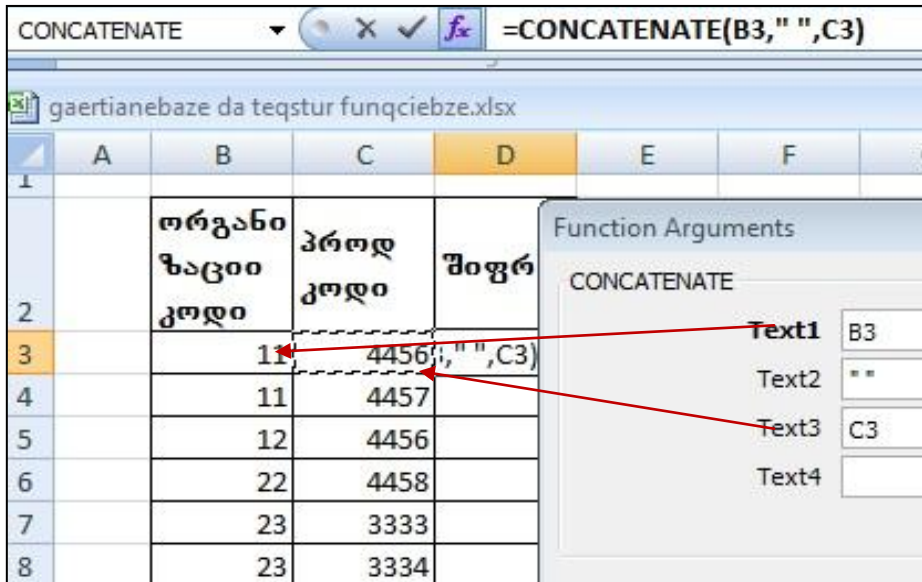 CONCATENATE fx =CONCATENATE(B3," ",C3)
gaertianebaze da teqstur funqciebze.xlsx
A B C D E F
1
2 ორგანი
ზაციი
კოდი
პროდ
კოდი
შიფრ
3 11 4456 ," ",C3)
4 11 4457
5 12 4456
6 22 4458
7 23 3333
8 23 3334
Function Arguments
CONCATENATE
Text1 B3
Text2 " "
Text3 C3
Text4